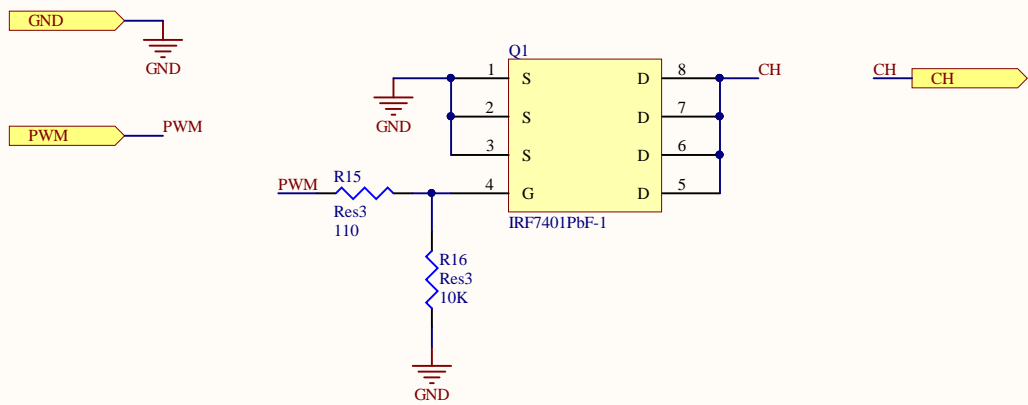 GND
GND
Q1
1 S D 8 CH
CH CH
GND
2 S D 7
PWM PWM
3 S D 6
PWM R15
4 G D 5
Res3
110
IRF7401PbF-1
R16
Res3
10K
GND